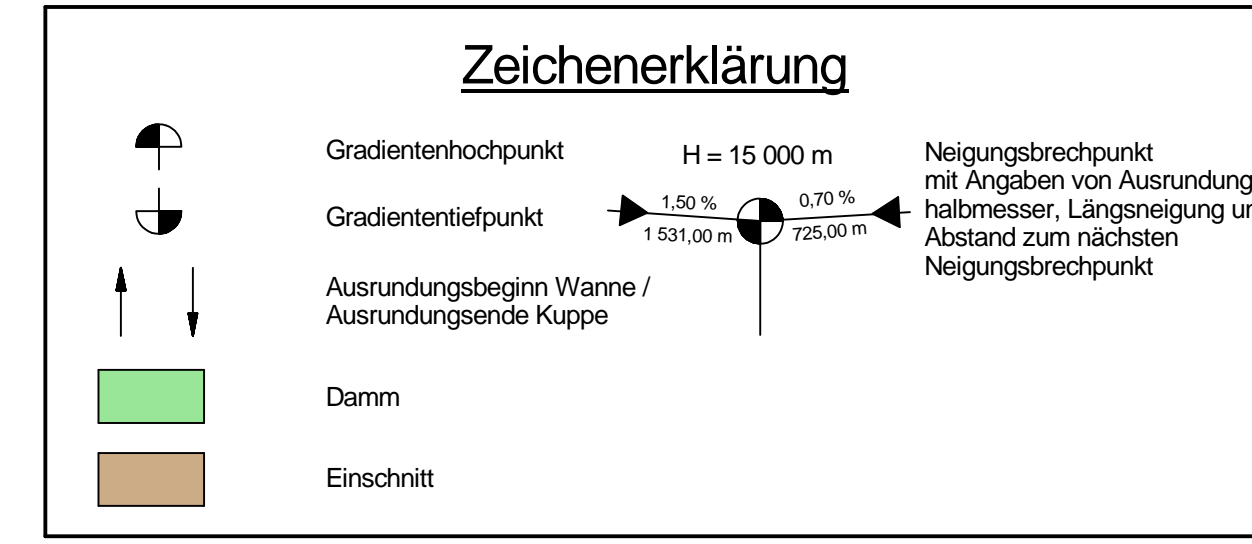 Zeichenerklärung
Gradientenhochpunkt
Gradiententiefpunkt
Ausrundungsbeginn Wanne /
Ausrundungsende Kuppe
Damm
Einschnitt
H = 15 000 m
1,50 %
0,70 %
1 531,00 m
725,00 m
Neigungsbrechpunkt
mit Angaben von Ausrundung
halbmesser, Längsneigung
Abstand zum nächsten
Neigungsbrechpunkt